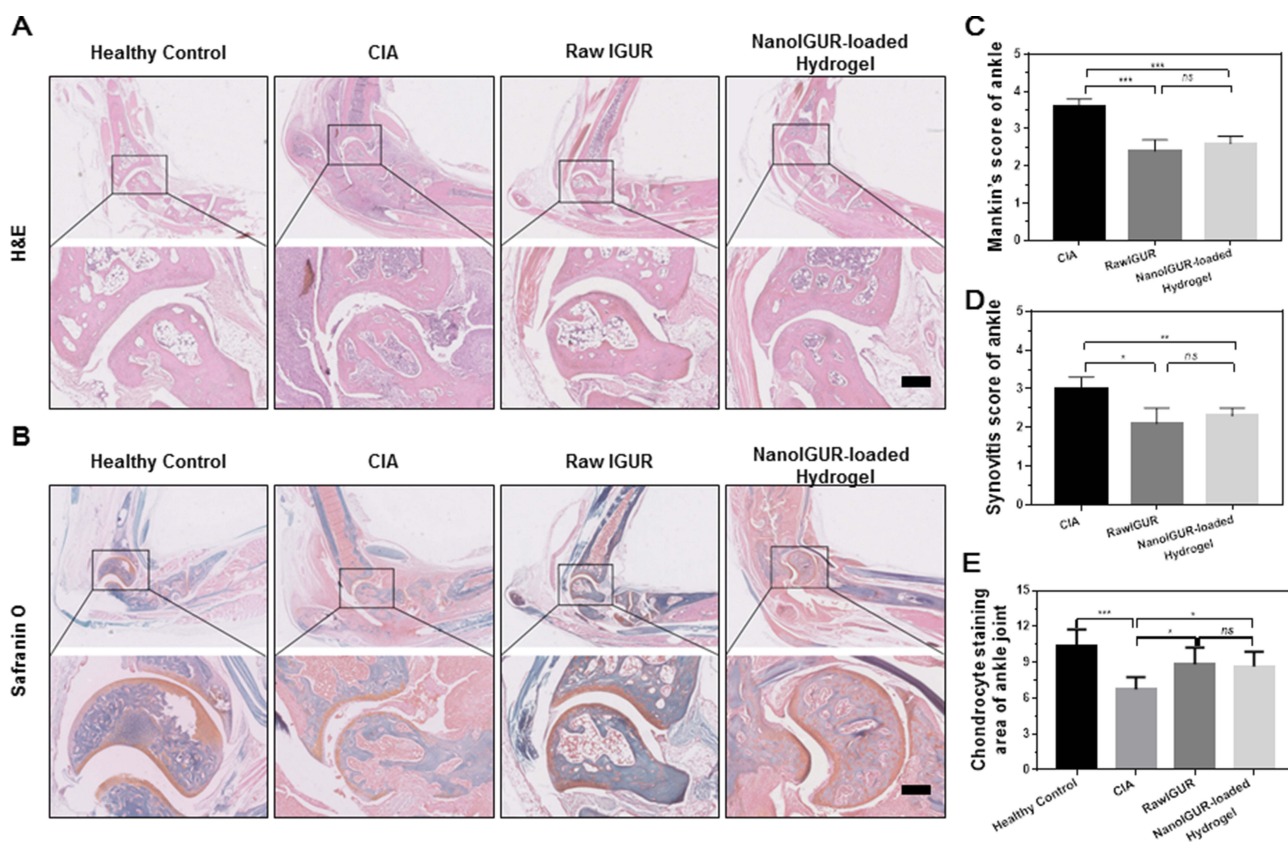 A
Healthy Control
CIA
Raw IGUR
NanoIGUR-loaded
Hydrogel
H&E
B
Healthy Control
CIA
Raw IGUR
NanoIGUR-loaded
Hydrogel
Safranin O
C
Mankin's score of ankle
5
4
3
2
1
0
***
***
ns
CIA
RawIGUR
NanoIGUR-loaded
Hydrogel
D
Synovitis score of ankle
5
4
3
2
1
0
**
*
ns
CIA
RawIGUR
NanoIGUR-loaded
Hydrogel
E
Chondrocyte staining
area of ankle joint
15
12
9
6
3
0
***
*
*
ns
Healthy Control
CIA
RawIGUR
NanoIGUR-loaded
Hydrogel